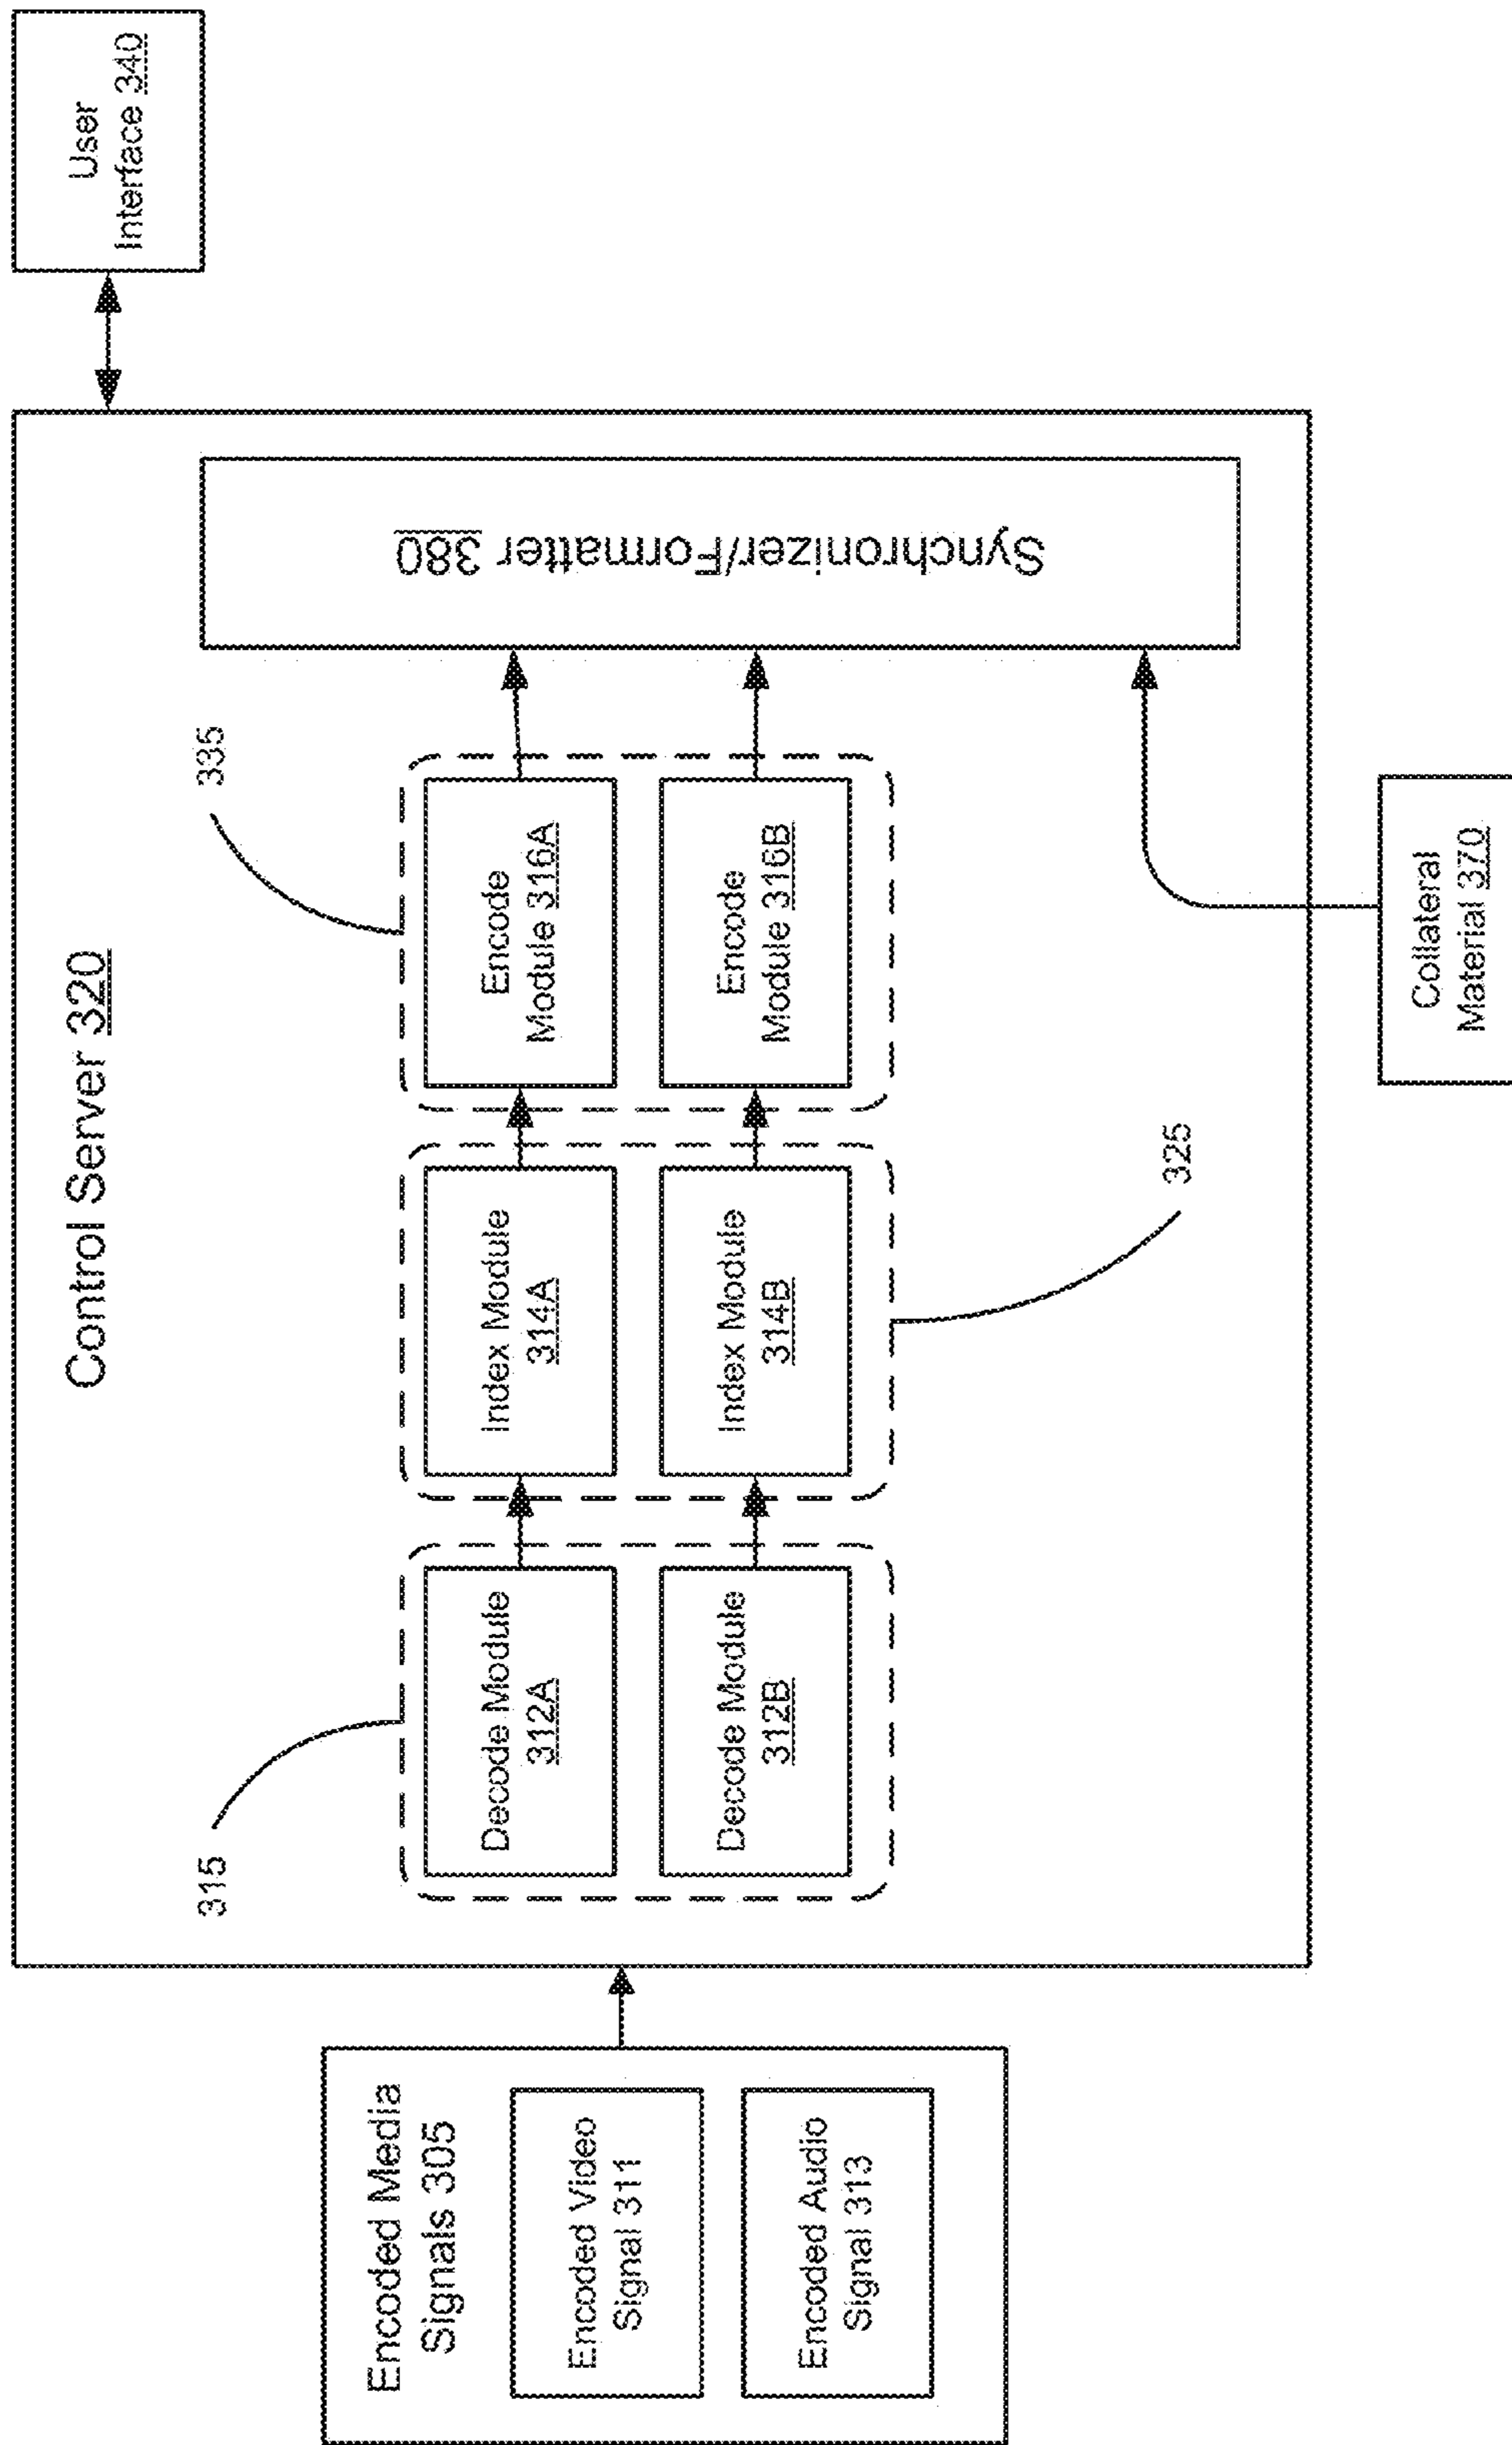 Encoded Media
Signals 305
Encoded Video
Signal 311
Encoded Audio
Signal 313
Control Server 320
315
Decode Module
312A
Decode Module
312B
Index Module
314A
Index Module
314B
325
335
Encode
Module 316A
Encode
Module 316B
Synchronizer/Formatter 380
Collateral
Material 370
User
Interface 340